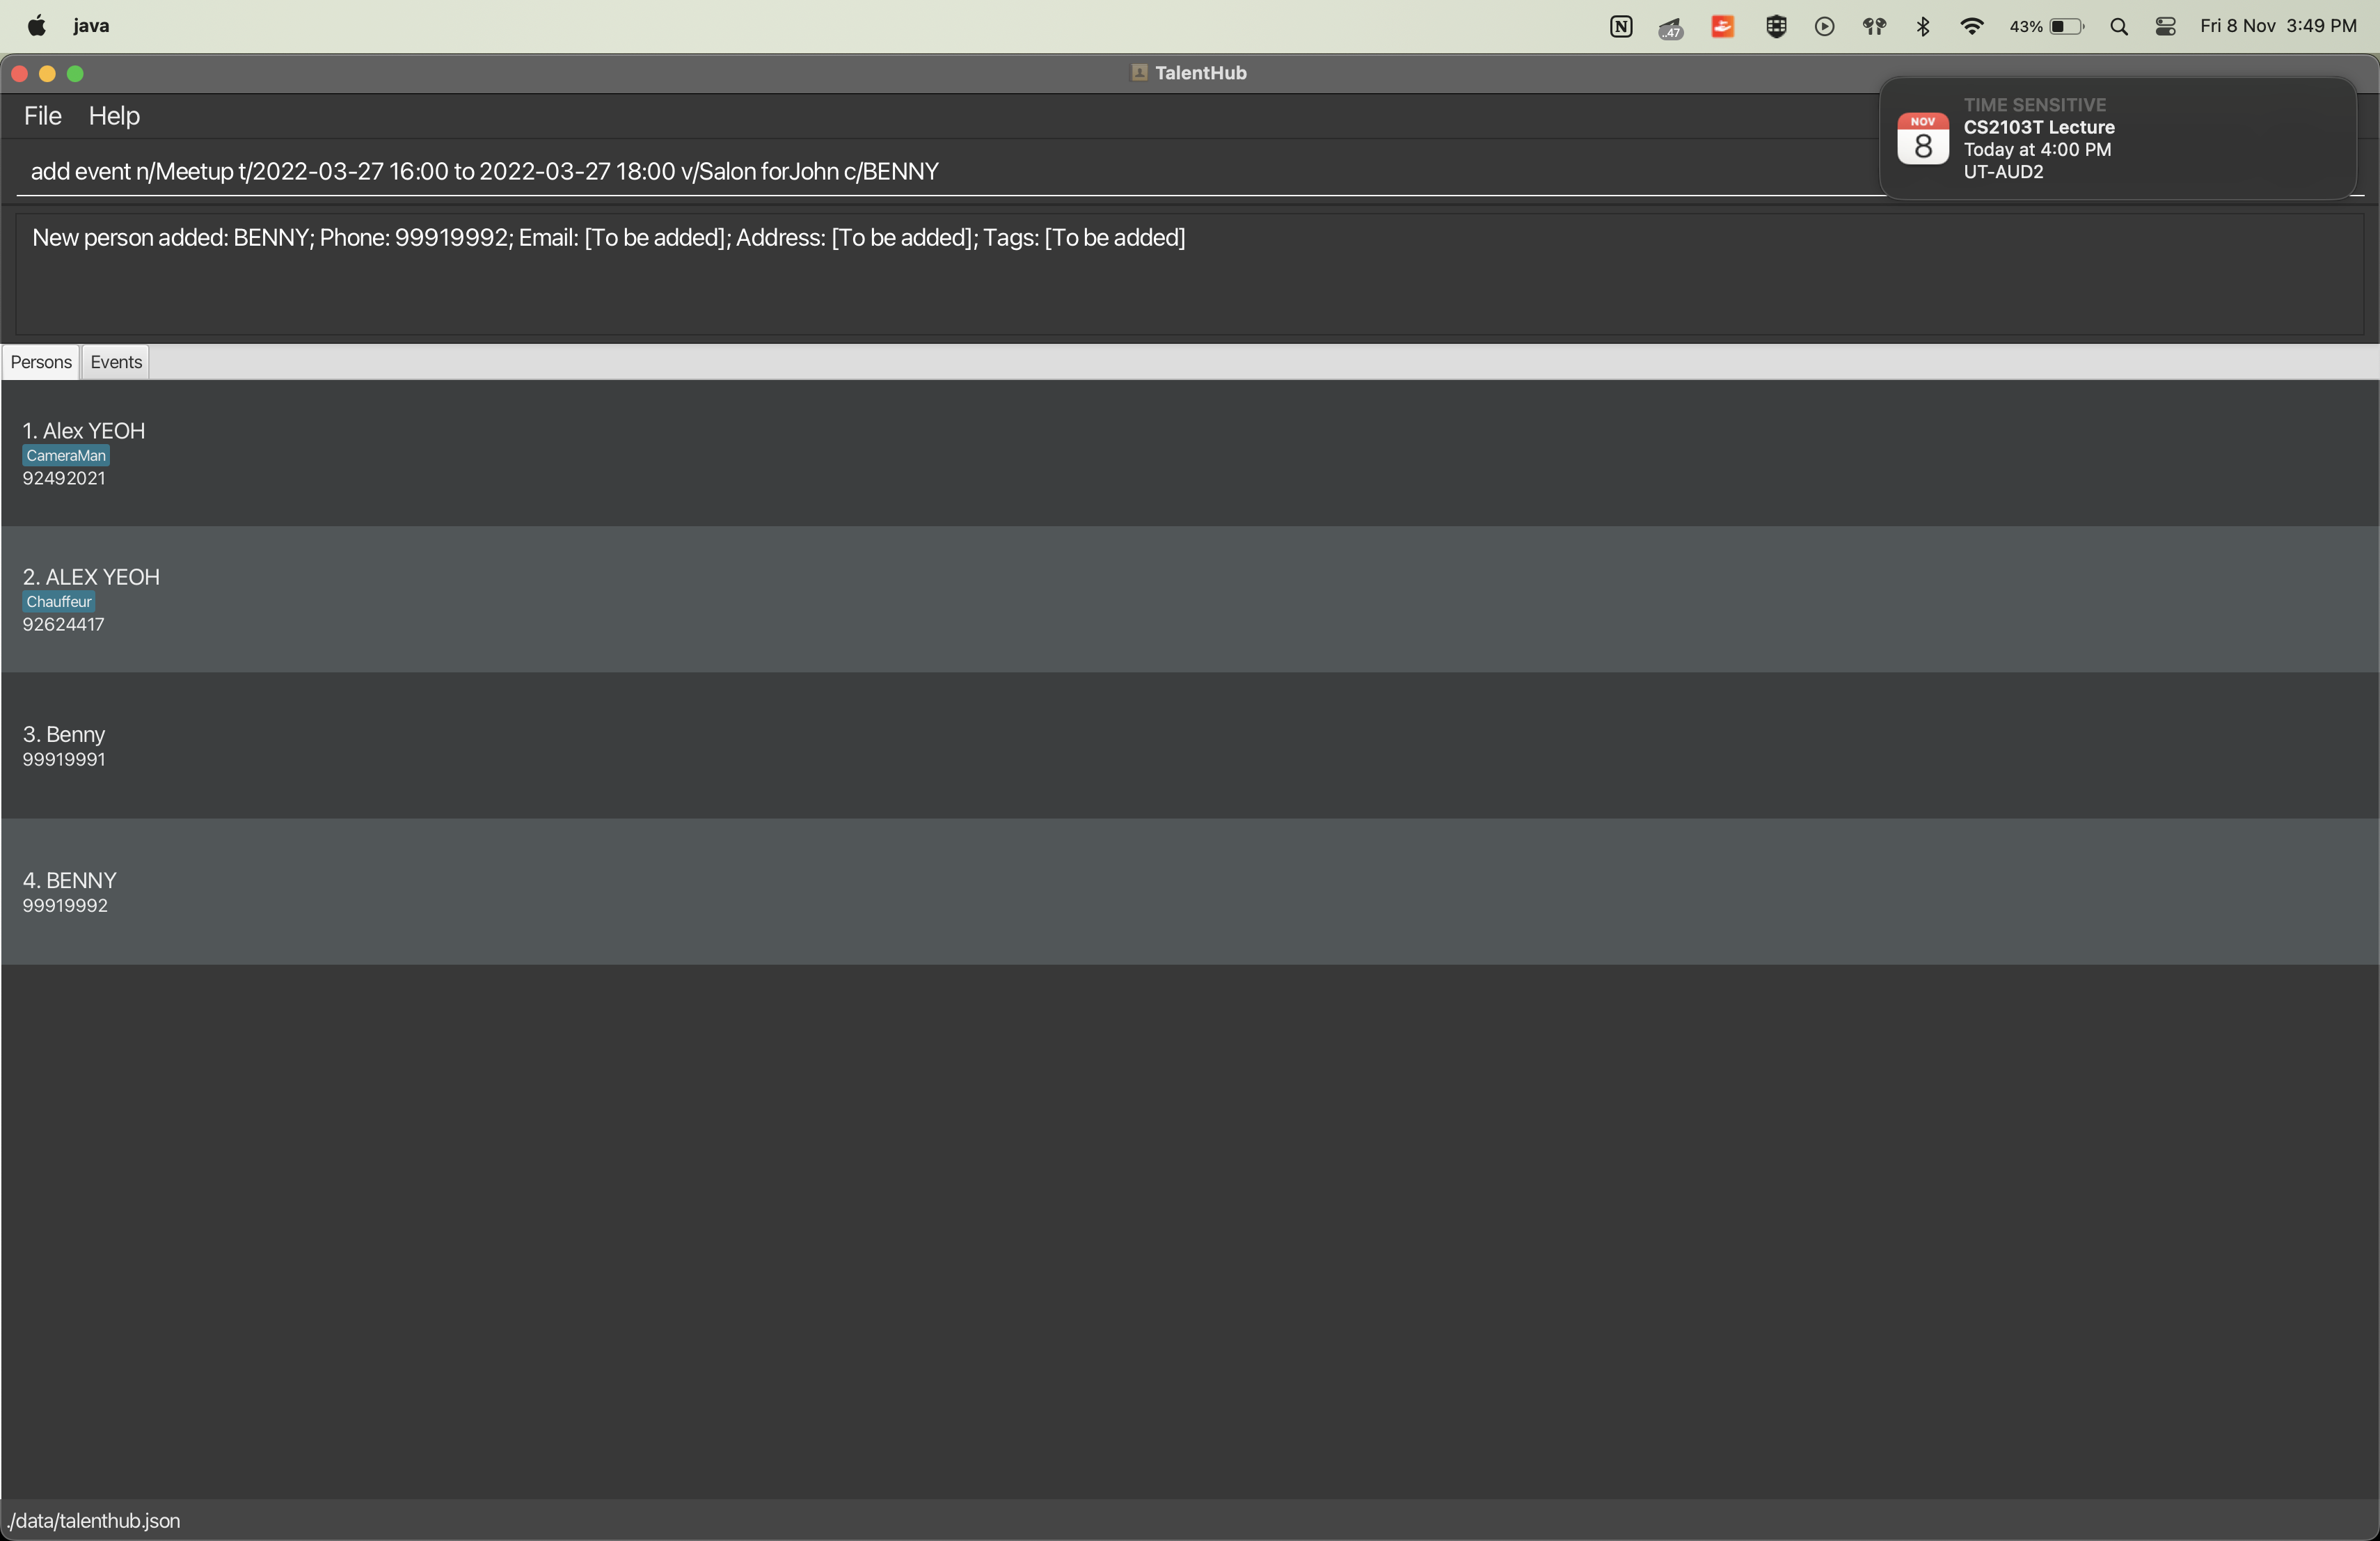 java
N
..47
43%
Fri 8 Nov 3:49 PM
TalentHub
File Help
TIME SENSITIVE
NOV
8
CS2103T Lecture
Today at 4:00 PM
UT-AUD2
add event n/Meetup t/2022-03-27 16:00 to 2022-03-27 18:00 v/Salon forJohn c/BENNY
New person added: BENNY; Phone: 99919992; Email: [To be added]; Address: [To be added]; Tags: [To be added]
Persons Events
1. Alex YEOH
CameraMan
92492021
2. ALEX YEOH
Chauffeur
92624417
3. Benny
99919991
4. BENNY
99919992
./data/talenthub.json